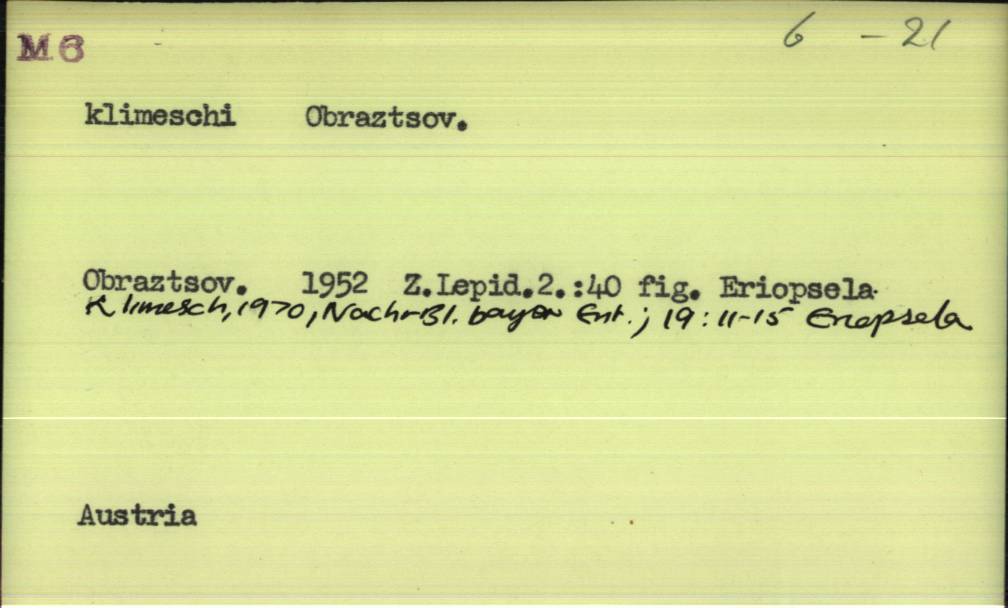 M6 6 - 21
klimeschi Obraztsov.
Obraztsov. 1952 Z.Lepid.2.:40 fig. Eriopsela
Klimesch, 1970, Nachr-Bl. bayer Ent.; 19:11-15 Eriopsela
Austria